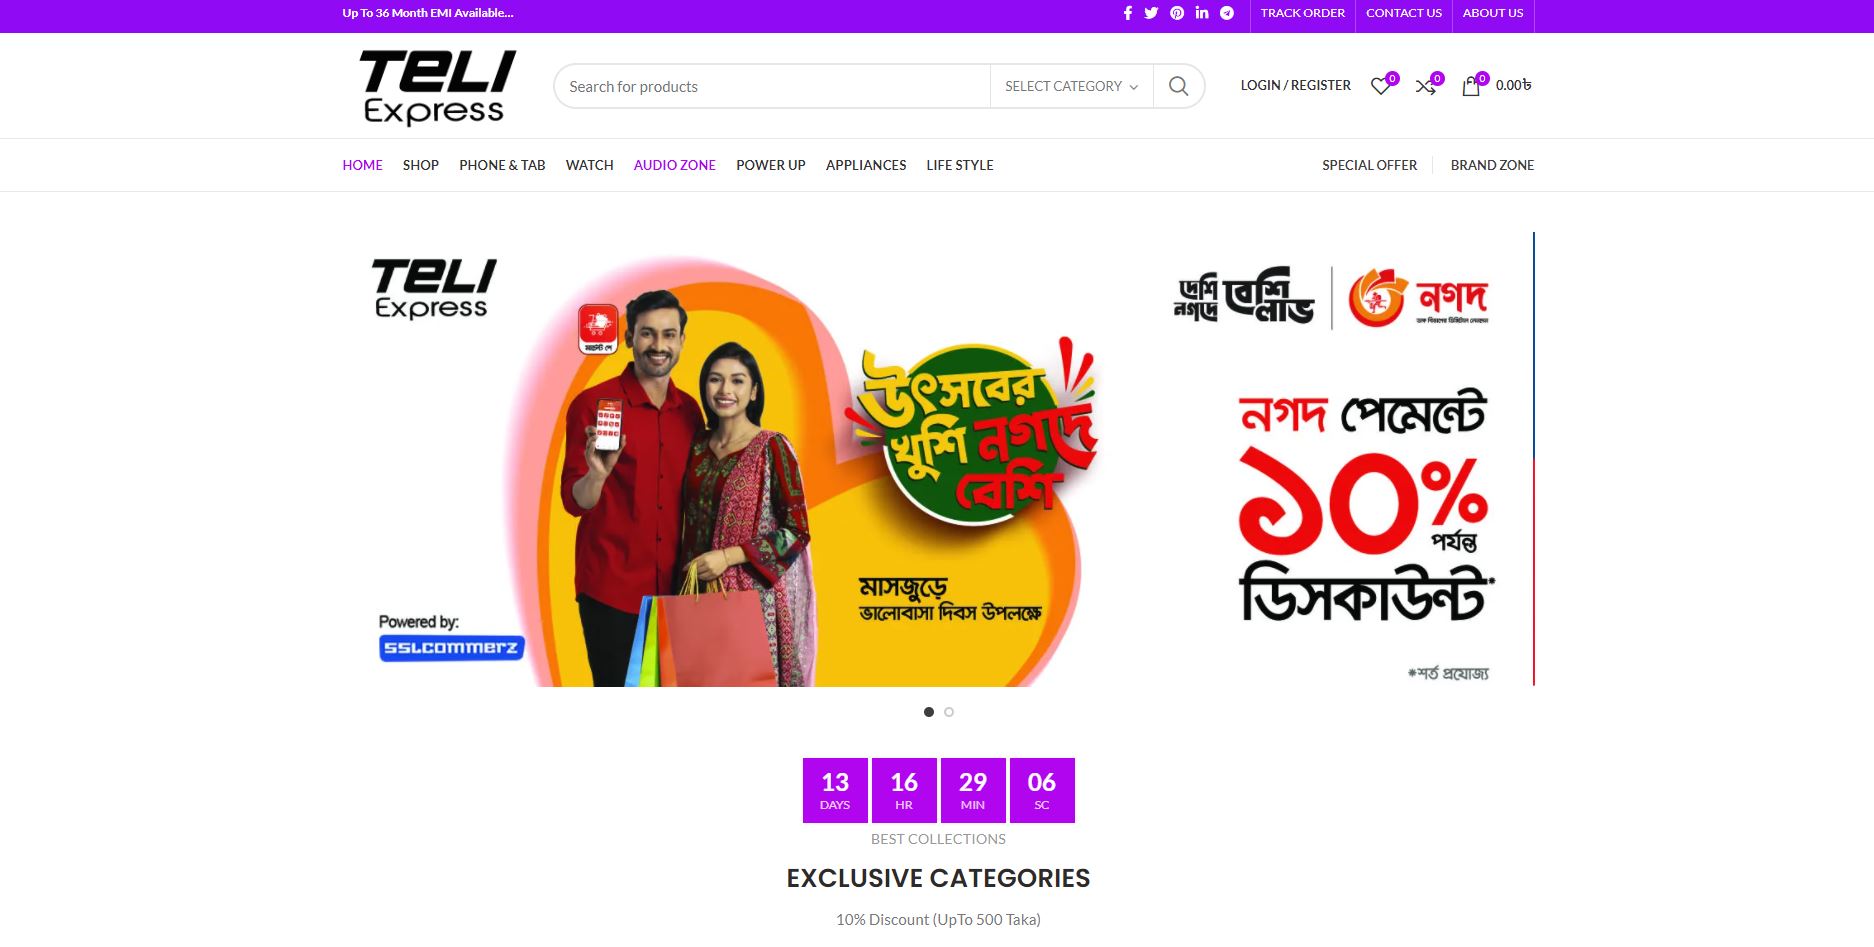 Up To 36 Month EMI Available...
TRACK ORDER
CONTACT US
ABOUT US
TELI
Express
Search for products
SELECT CATEGORY
LOGIN / REGISTER
0
0
0
0.00৳
HOME
SHOP
PHONE & TAB
WATCH
AUDIO ZONE
POWER UP
APPLIANCES
LIFE STYLE
SPECIAL OFFER
BRAND ZONE
TELI
Express
দেশি
নগদে
বেশি
লাভ
নগদ
ডাক বিভাগের ডিজিটাল লেনদেন
উৎসবের
খুশি নগদে
বেশি
মাসজুড়ে
ভালোবাসা দিবস উপলক্ষে
নগদ পেমেন্টে
১০%
পর্যন্ত
ডিসকাউন্ট*
*শর্ত প্রযোজ্য
Powered by:
SSLCOMMERZ
13
DAYS
16
HR
29
MIN
06
SC
BEST COLLECTIONS
EXCLUSIVE CATEGORIES
10% Discount (UpTo 500 Taka)